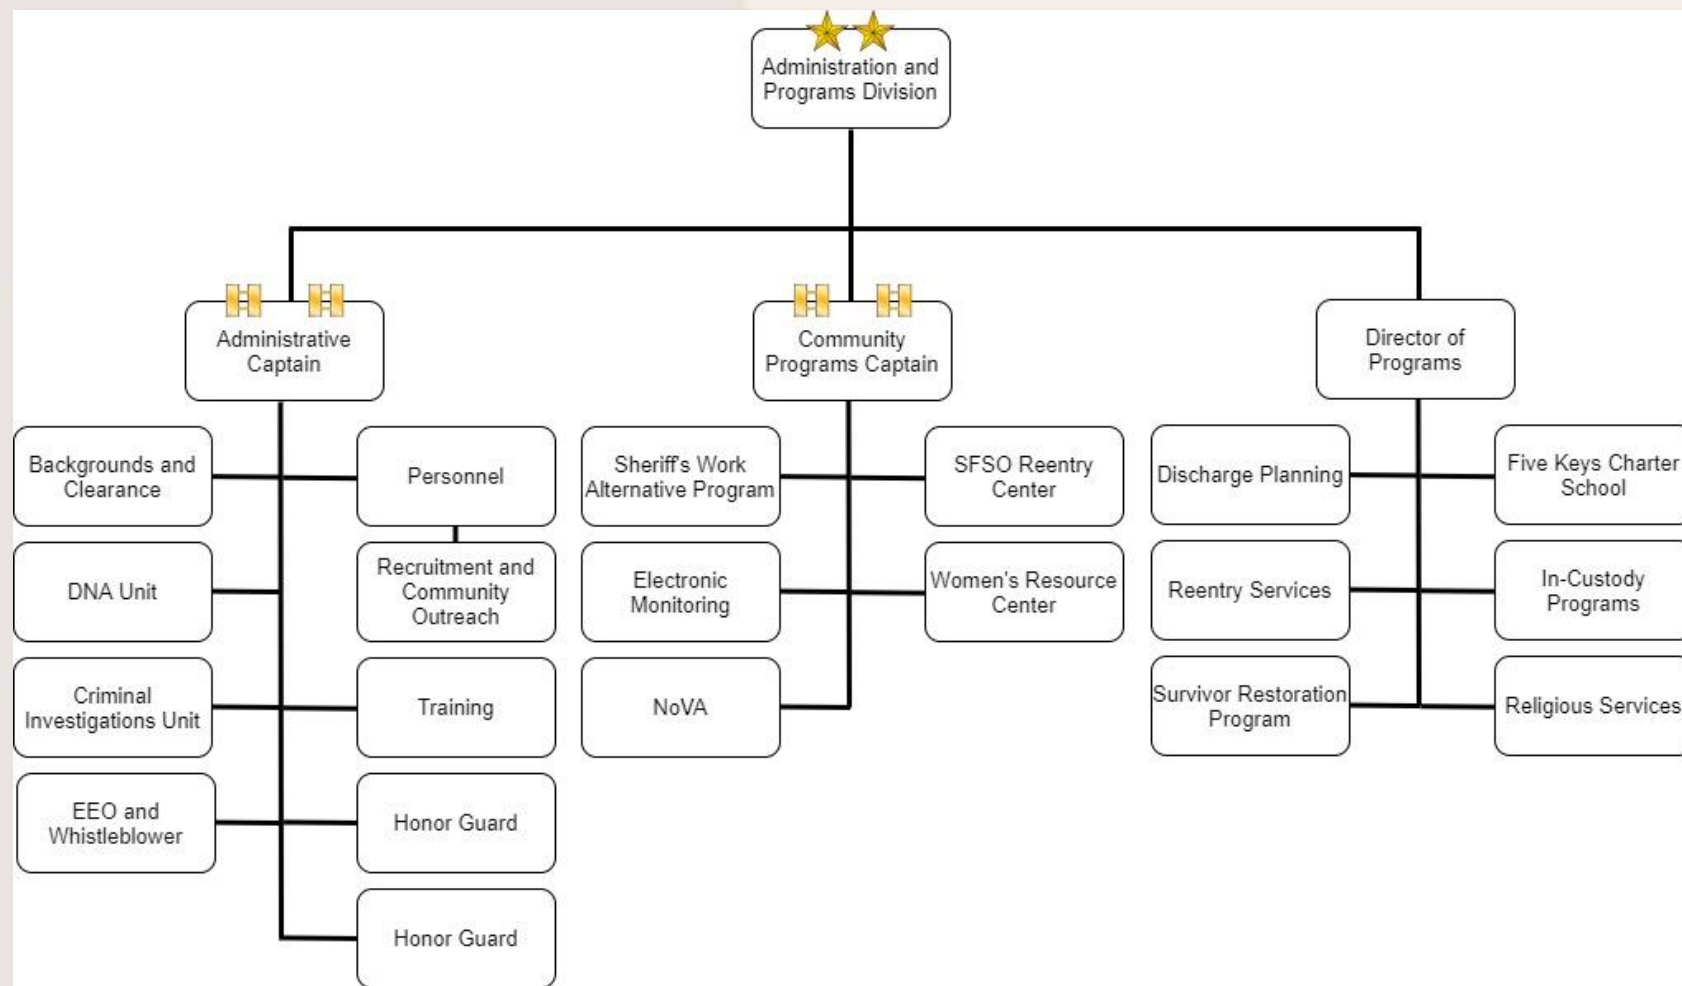 Administration and
Programs Division
Administrative
Captain
Community
Programs Captain
Director of
Programs
Backgrounds and
Clearance
Personnel
Sheriff's Work
Alternative Program
SFSO Reentry
Center
Discharge Planning
Five Keys Charter
School
DNA Unit
Recruitment and
Community
Outreach
Electronic
Monitoring
Women's Resource
Center
Reentry Services
In-Custody
Programs
Criminal
Investigations Unit
Training
NoVA
Survivor Restoration
Program
Religious Services
EEO and
Whistleblower
Honor Guard
Honor Guard